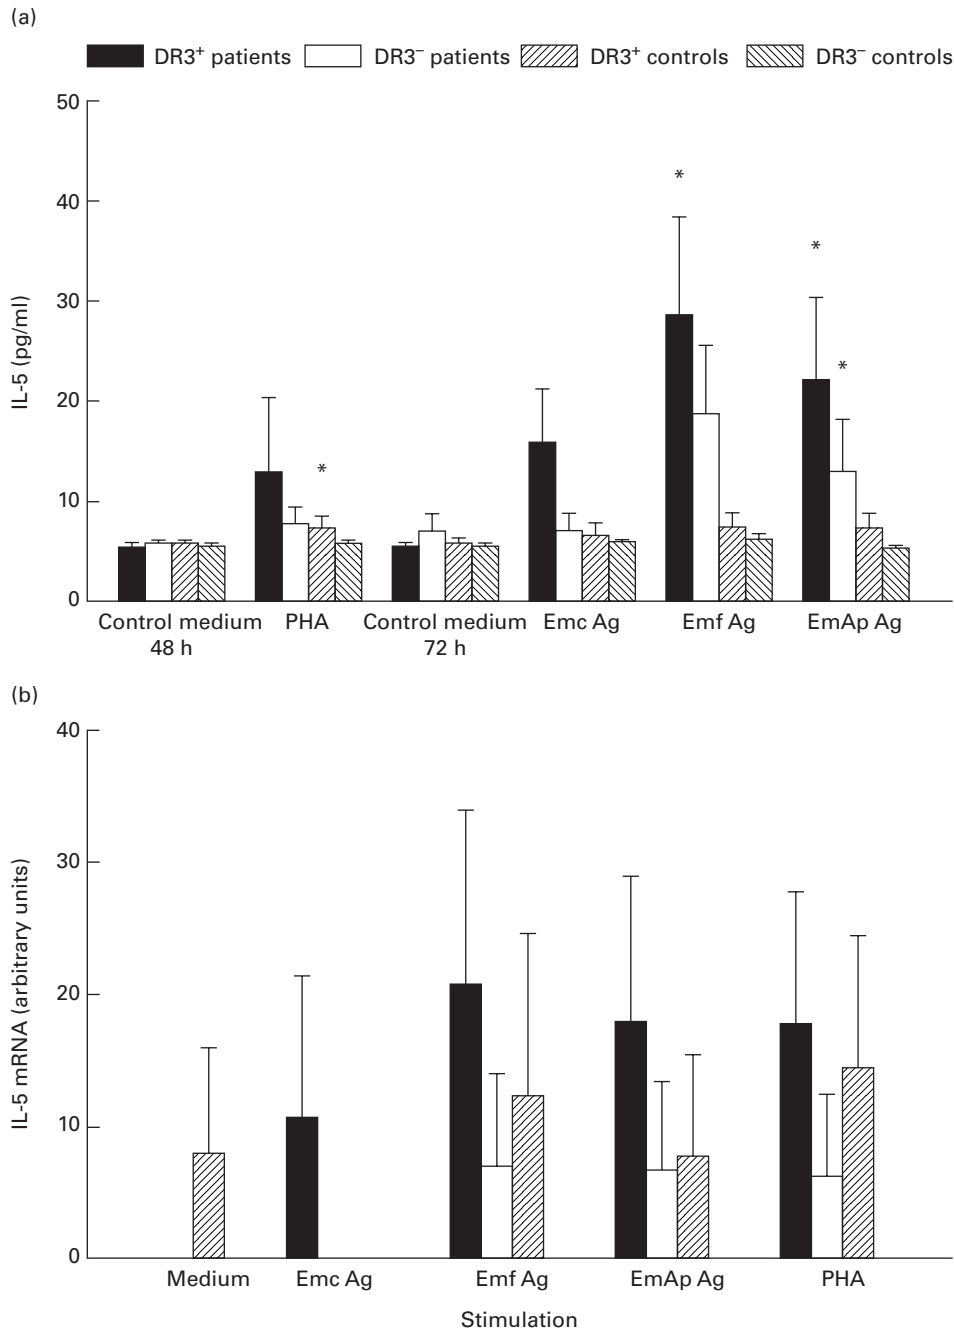 (a)
DR3⁺ patients DR3⁻ patients DR3⁺ controls DR3⁻ controls
50
40
30
20
10
0
IL-5 (pg/ml)
*
*
*
*
Control medium PHA Control medium Emc Ag Emf Ag EmAp Ag
48 h 72 h
(b)
40
30
20
10
0
IL-5 mRNA (arbitrary units)
Medium Emc Ag Emf Ag EmAp Ag PHA
Stimulation